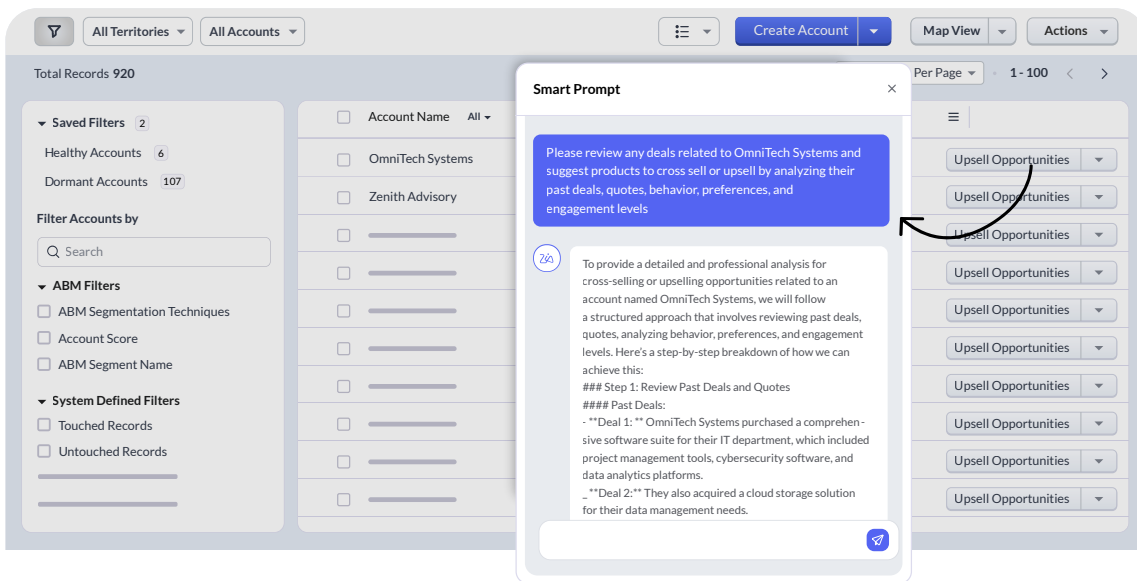 All Territories
All Accounts
Create Account
Map View
Actions
Total Records 920
Per Page
1 - 100
Saved Filters 2
Healthy Accounts 6
Dormant Accounts 107
Filter Accounts by
Search
ABM Filters
ABM Segmentation Techniques
Account Score
ABM Segment Name
System Defined Filters
Touched Records
Untouched Records
Account Name All
OmniTech Systems
Zenith Advisory
Smart Prompt
Please review any deals related to OmniTech Systems and
suggest products to cross sell or upsell by analyzing their
past deals, quotes, behavior, preferences, and
engagement levels
To provide a detailed and professional analysis for
cross-selling or upselling opportunities related to an
account named OmniTech Systems, we will follow
a structured approach that involves reviewing past deals,
quotes, analyzing behavior, preferences, and engagement
levels. Here's a step-by-step breakdown of how we can
achieve this:
### Step 1: Review Past Deals and Quotes
#### Past Deals:
- **Deal 1: ** OmniTech Systems purchased a comprehen -
sive software suite for their IT department, which included
project management tools, cybersecurity software, and
data analytics platforms.
_ **Deal 2:** They also acquired a cloud storage solution
for their data management needs.
Upsell Opportunities
Upsell Opportunities
Upsell Opportunities
Upsell Opportunities
Upsell Opportunities
Upsell Opportunities
Upsell Opportunities
Upsell Opportunities
Upsell Opportunities
Upsell Opportunities